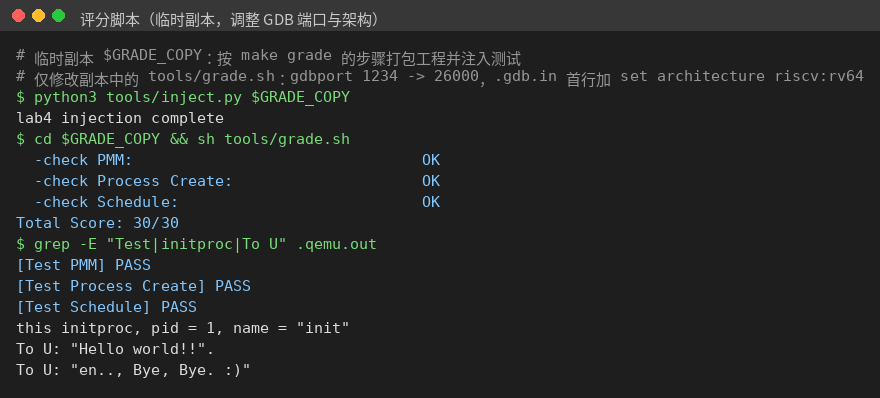 评分脚本（临时副本，调整 GDB 端口与架构）
# 临时副本 $GRADE_COPY：按 make grade 的步骤打包工程并注入测试
# 仅修改副本中的 tools/grade.sh：gdbport 1234 -> 26000，.gdb.in 首行加 set architecture riscv:rv64
$ python3 tools/inject.py $GRADE_COPY
lab4 injection complete
$ cd $GRADE_COPY && sh tools/grade.sh
  -check PMM:                                OK
  -check Process Create:                     OK
  -check Schedule:                           OK
Total Score: 30/30
$ grep -E "Test|initproc|To U" .qemu.out
[Test PMM] PASS
[Test Process Create] PASS
[Test Schedule] PASS
this initproc, pid = 1, name = "init"
To U: "Hello world!!".
To U: "en.., Bye, Bye. :)"